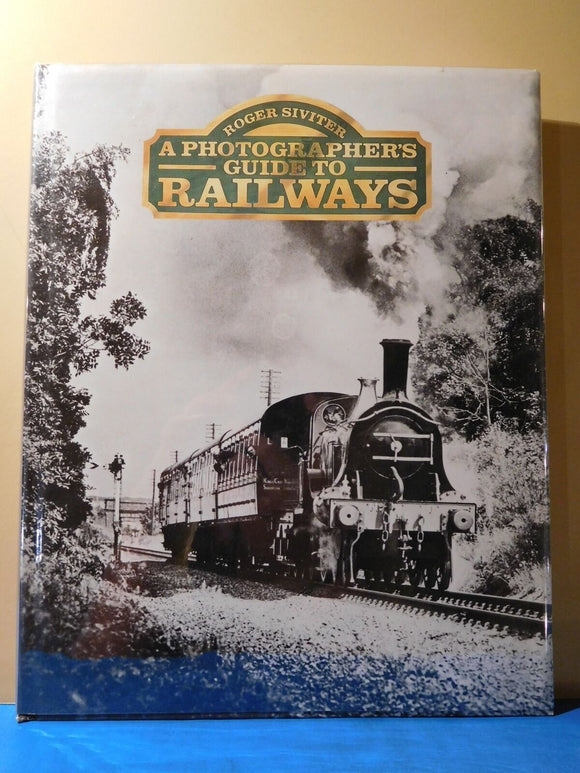 ROGER SIVITER
A PHOTOGRAPHER'S
GUIDE TO
RAILWAYS